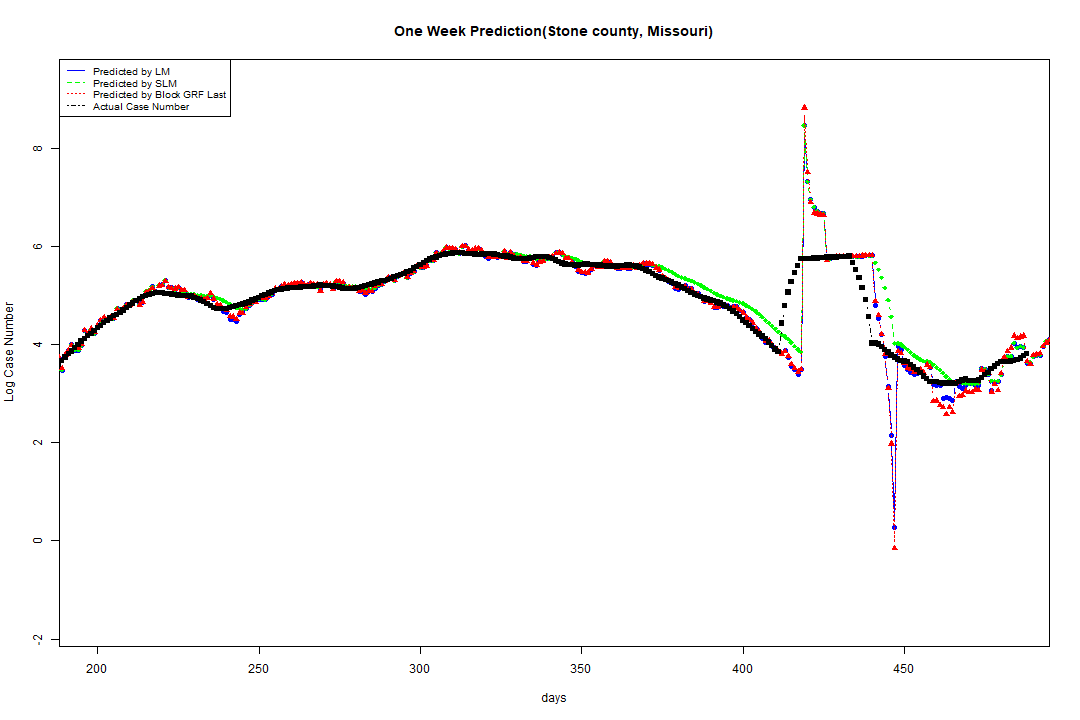 One Week Prediction(Stone county, Missouri)
Predicted by LM
Predicted by SLM
Predicted by Block GRF Last
Actual Case Number
Log Case Number
8
6
4
2
0
-2
200 250 300 350 400 450
days